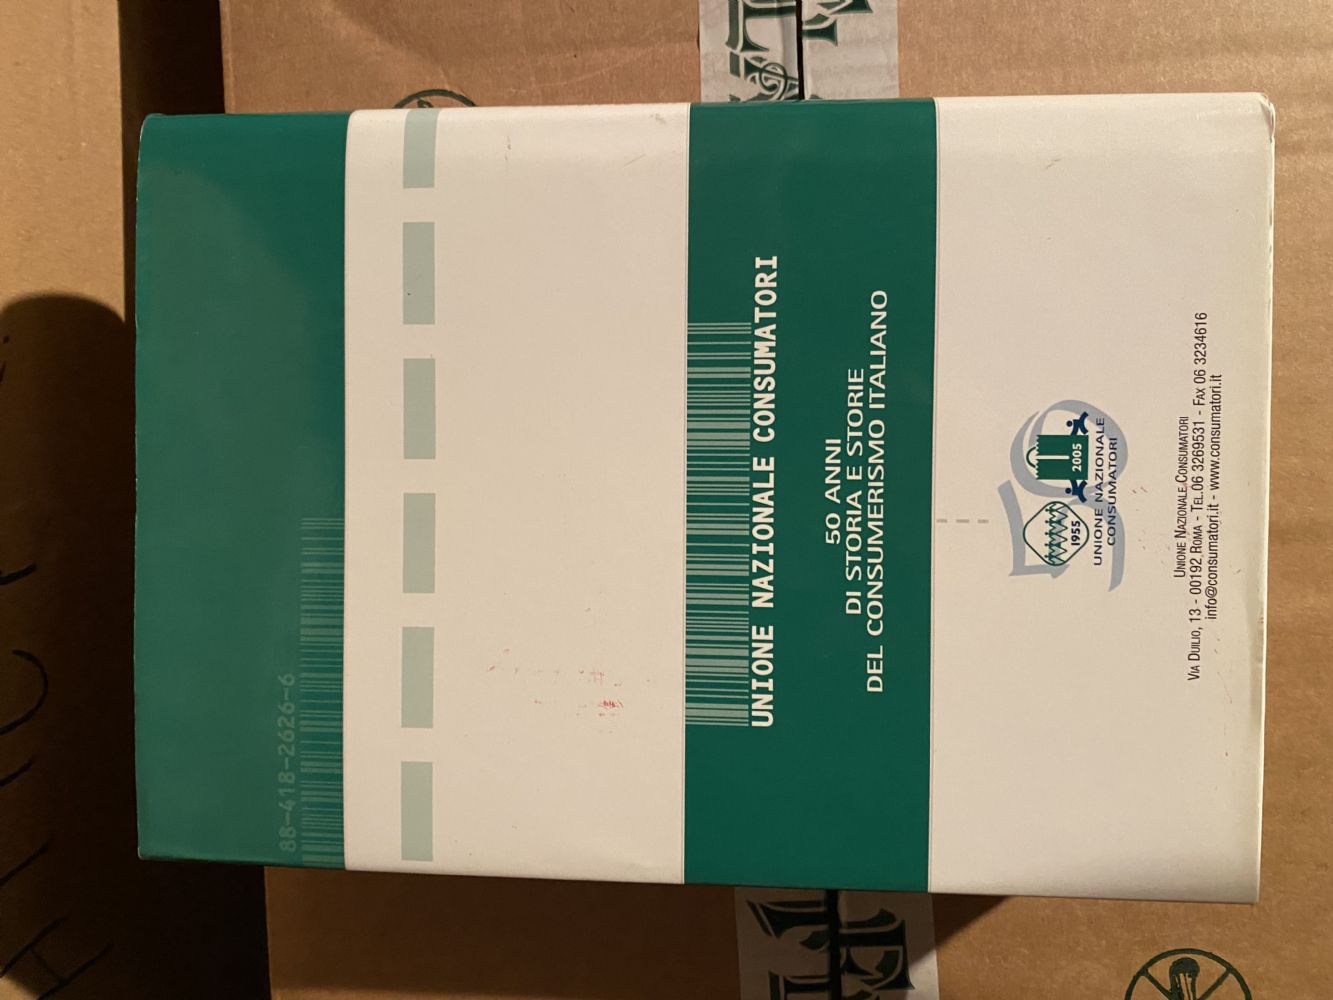 88-418-2626-6
UNIONE NAZIONALE CONSUMATORI
50 ANNI
DI STORIA E STORIE
DEL CONSUMERISMO ITALIANO
50
1955
2005
UNIONE NAZIONALE
CONSUMATORI
UNIONE NAZIONALE CONSUMATORI
VIA DUILIO, 13 - 00192 ROMA - TEL. 06 3269531 - FAX 06 3234616
info@consumatori.it - www.consumatori.it